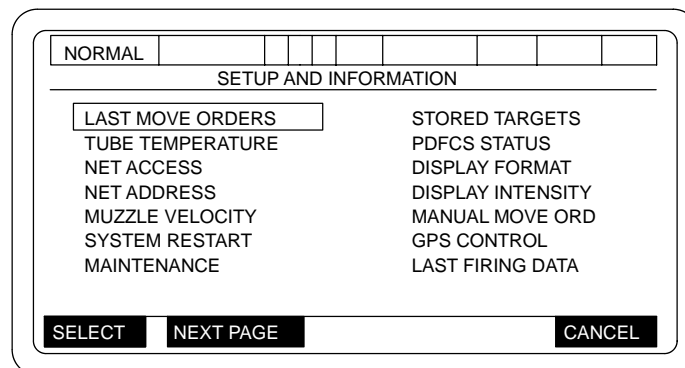 NORMAL
SETUP AND INFORMATION
LAST MOVE ORDERS
TUBE TEMPERATURE
NET ACCESS
NET ADDRESS
MUZZLE VELOCITY
SYSTEM RESTART
MAINTENANCE
STORED TARGETS
PDFCS STATUS
DISPLAY FORMAT
DISPLAY INTENSITY
MANUAL MOVE ORD
GPS CONTROL
LAST FIRING DATA
SELECT NEXT PAGE CANCEL